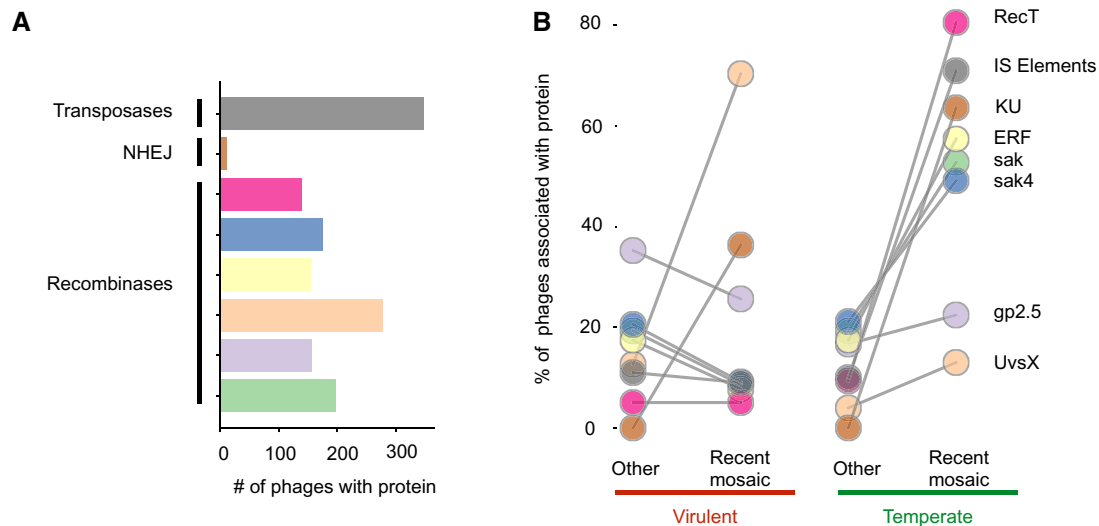 A
Transposases
NHEJ
Recombinases
0
100
200
300
# of phages with protein
B
% of phages associated with protein
80
60
40
20
0
RecT
IS Elements
KU
ERF
sak
sak4
gp2.5
UvsX
Other
Recent
mosaic
Other
Recent
mosaic
Virulent
Temperate